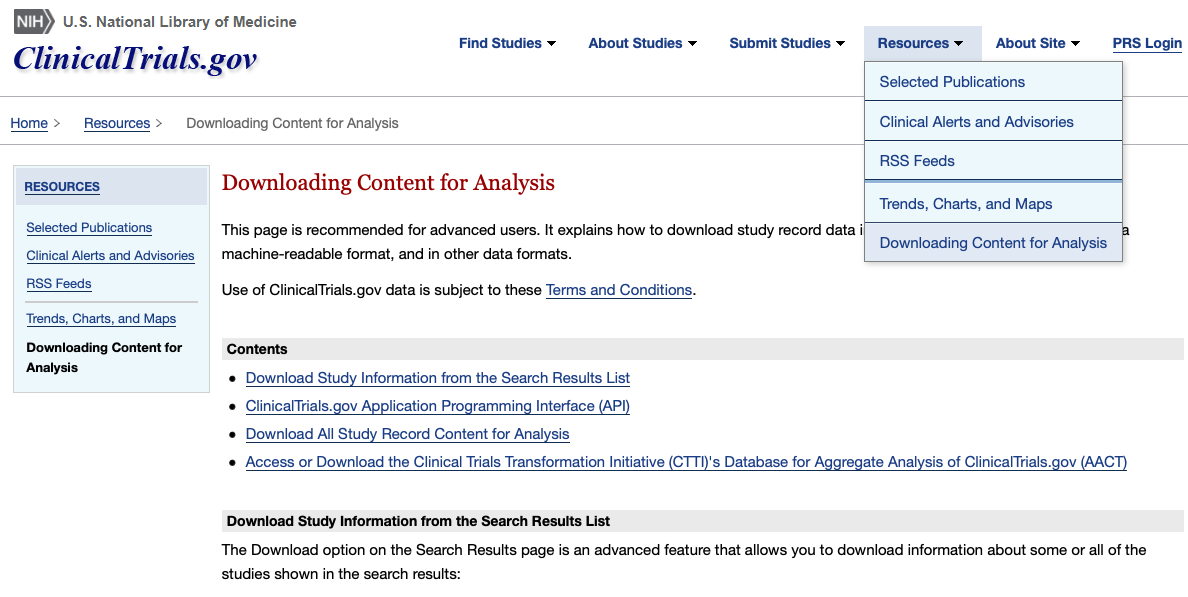 NIH U.S. National Library of Medicine
ClinicalTrials.gov
Find Studies About Studies Submit Studies Resources About Site PRS Login
Selected Publications
Clinical Alerts and Advisories
RSS Feeds
Trends, Charts, and Maps
Downloading Content for Analysis
Home > Resources > Downloading Content for Analysis
RESOURCES
Selected Publications
Clinical Alerts and Advisories
RSS Feeds
Trends, Charts, and Maps
Downloading Content for
Analysis
Downloading Content for Analysis
This page is recommended for advanced users. It explains how to download study record data a
machine-readable format, and in other data formats.
Use of ClinicalTrials.gov data is subject to these Terms and Conditions.
Contents
Download Study Information from the Search Results List
ClinicalTrials.gov Application Programming Interface (API)
Download All Study Record Content for Analysis
Access or Download the Clinical Trials Transformation Initiative (CTTI)'s Database for Aggregate Analysis of ClinicalTrials.gov (AACT)
Download Study Information from the Search Results List
The Download option on the Search Results page is an advanced feature that allows you to download information about some or all of the
studies shown in the search results: